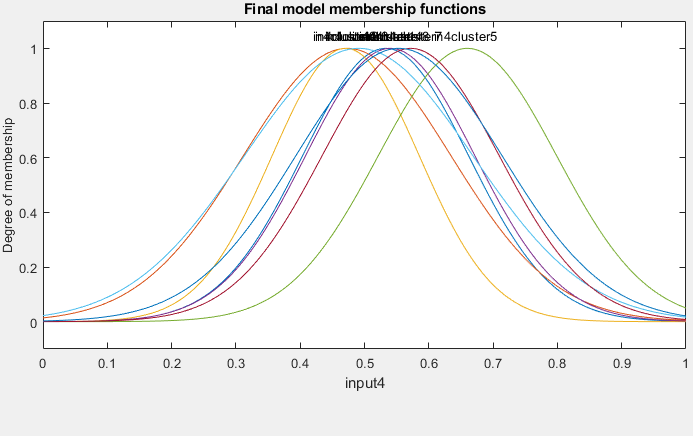 Final model membership functions
4cluster5
1
0.8
0.6
0.4
0.2
0
Degree of membership
0 0.1 0.2 0.3 0.4 0.5 0.6 0.7 0.8 0.9 1
input4